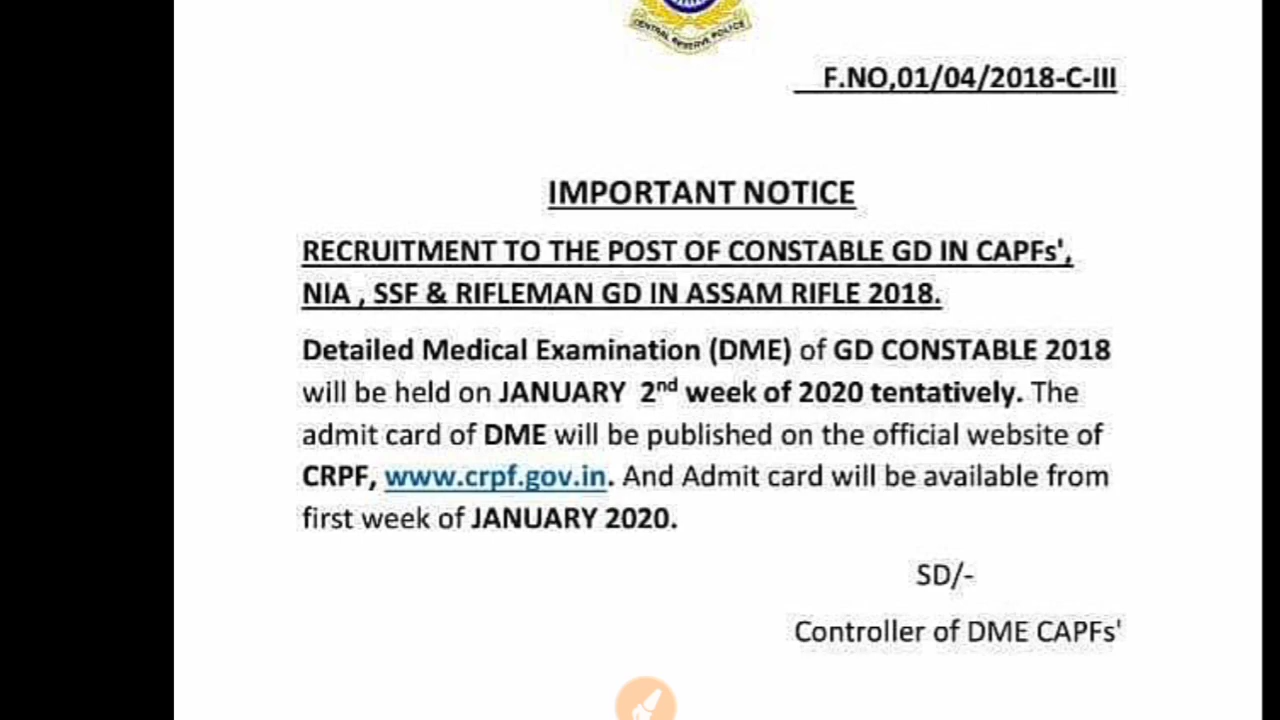 CENTRAL RESERVE POLICE
F.NO,01/04/2018-C-III
IMPORTANT NOTICE
RECRUITMENT TO THE POST OF CONSTABLE GD IN CAPFs',
NIA , SSF & RIFLEMAN GD IN ASSAM RIFLE 2018.
Detailed Medical Examination (DME) of GD CONSTABLE 2018
will be held on JANUARY 2nd week of 2020 tentatively. The
admit card of DME will be published on the official website of
CRPF, www.crpf.gov.in. And Admit card will be available from
first week of JANUARY 2020.
SD/-
Controller of DME CAPFs'